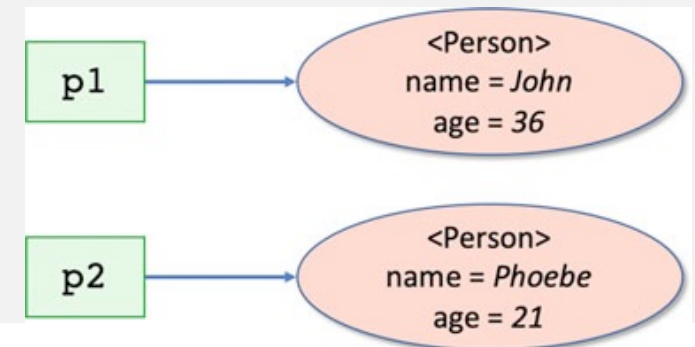 p1
<Person>
name = John
age = 36
p2
<Person>
name = Phoebe
age = 21